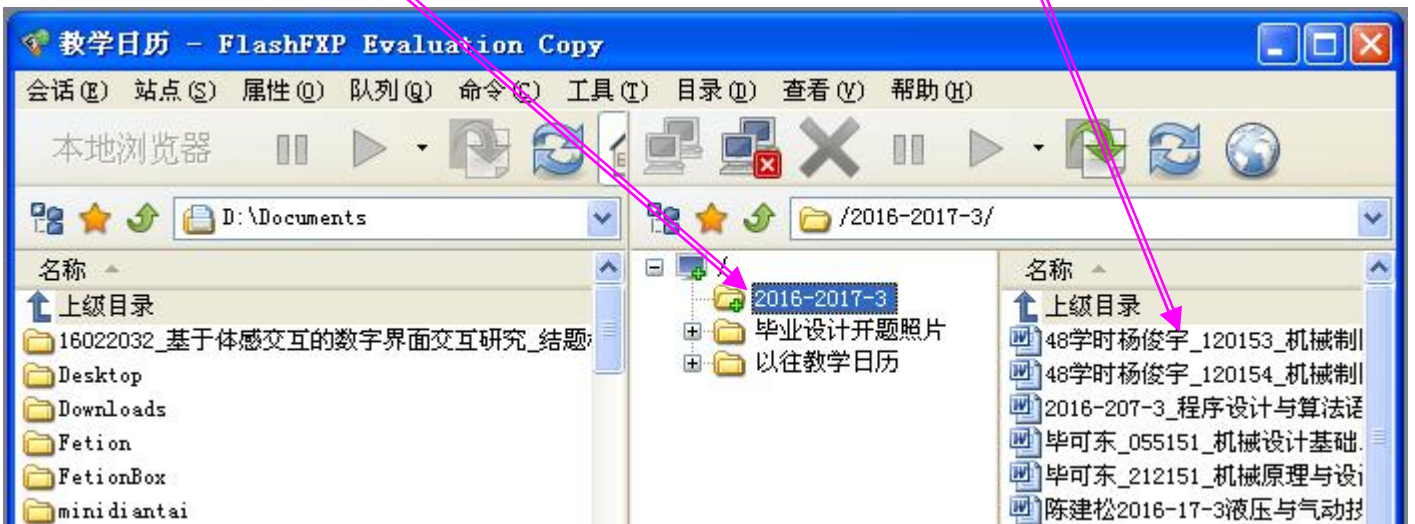 教学日历 - FlashFXP Evaluation Copy
会话(E) 站点(S) 属性(O) 队列(Q) 命令(C) 工具(T) 目录(D) 查看(V) 帮助(H)
本地浏览器
D:\Documents
/2016-2017-3/
名称
上级目录
16022032_基于体感交互的数字界面交互研究_结题
Desktop
Downloads
Fetion
FetionBox
minidiantai
/
2016-2017-3
毕业设计开题照片
以往教学日历
名称
上级目录
48学时杨俊宇_120153_机械制
48学时杨俊宇_120154_机械制
2016-207-3_程序设计与算法语
毕可东_055151_机械设计基础.
毕可东_212151_机械原理与设
陈建松2016-17-3液压与气动技